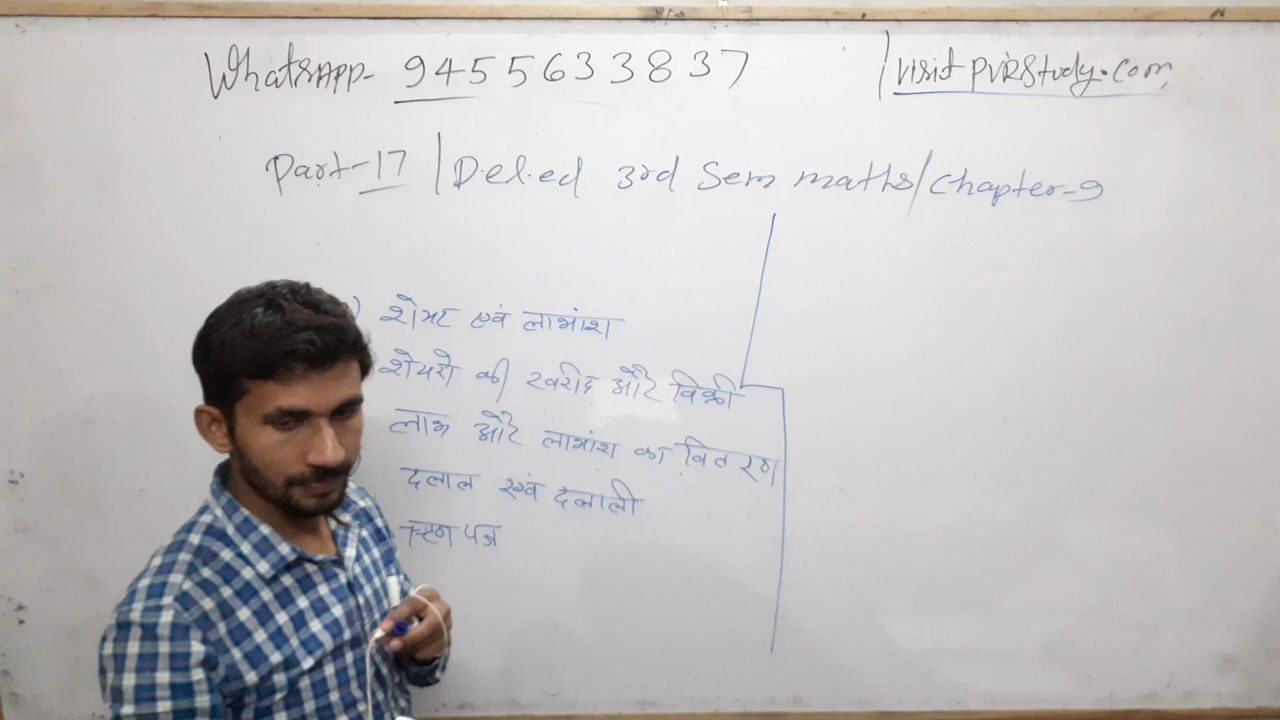 WhatsAPP- 9455633837 | visit PVRStudy.com
Part-17 | D.el.ed 3rd Sem maths/Chapter-9
शेयर एवं लाभांश
शेयरो की खरीद और विक्री
लाभ और लाभांश का वितरण
दलाल एवं दलाली
ऋण पत्र